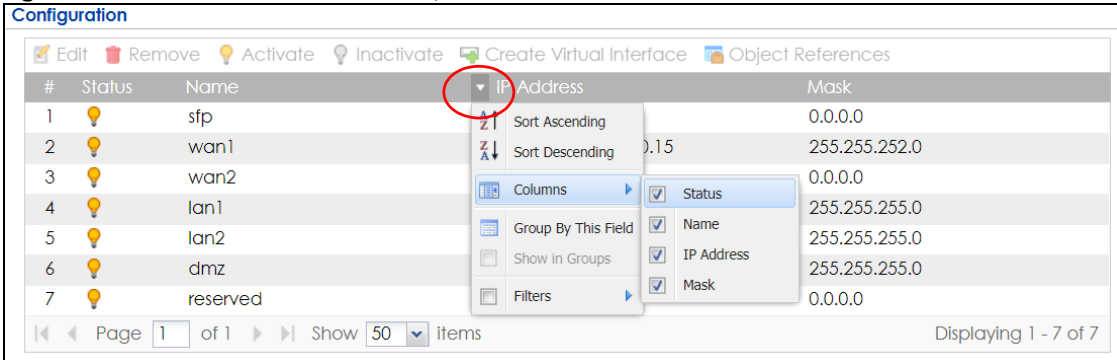 Configuration
Edit Remove Activate Inactivate Create Virtual Interface Object References
# Status Name IP Address Mask
1 sfp 0.0.0.0
2 wan1 0.15 255.255.252.0
3 wan2 0.0.0.0
4 lan1 255.255.255.0
5 lan2 255.255.255.0
6 dmz 255.255.255.0
7 reserved 0.0.0.0
Sort Ascending
Sort Descending
Columns
Group By This Field
Show in Groups
Filters
Status
Name
IP Address
Mask
Page 1 of 1 Show 50 items Displaying 1 - 7 of 7